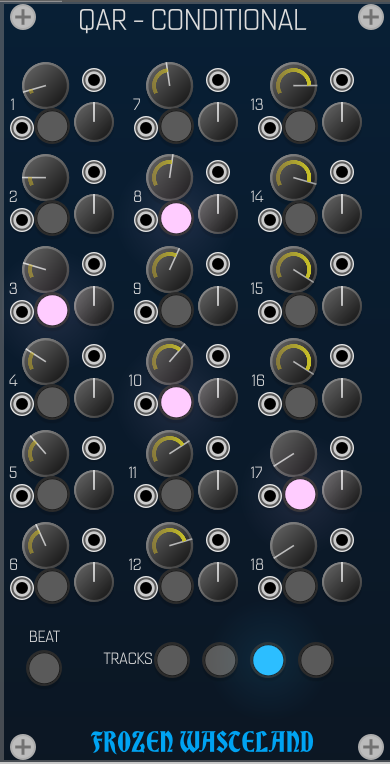 QAR - CONDITIONAL
1 7 13
2 8 14
3 9 15
4 10 16
5 11 17
6 12 18
BEAT
TRACKS
FROZEN WASTELAND